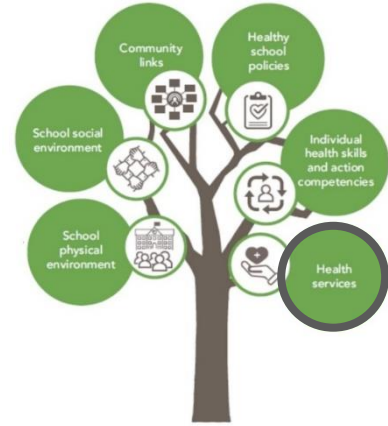 Community
links
Healthy
school
policies
School social
environment
Individual
health skills
and action
competencies
School
physical
environment
Health
services